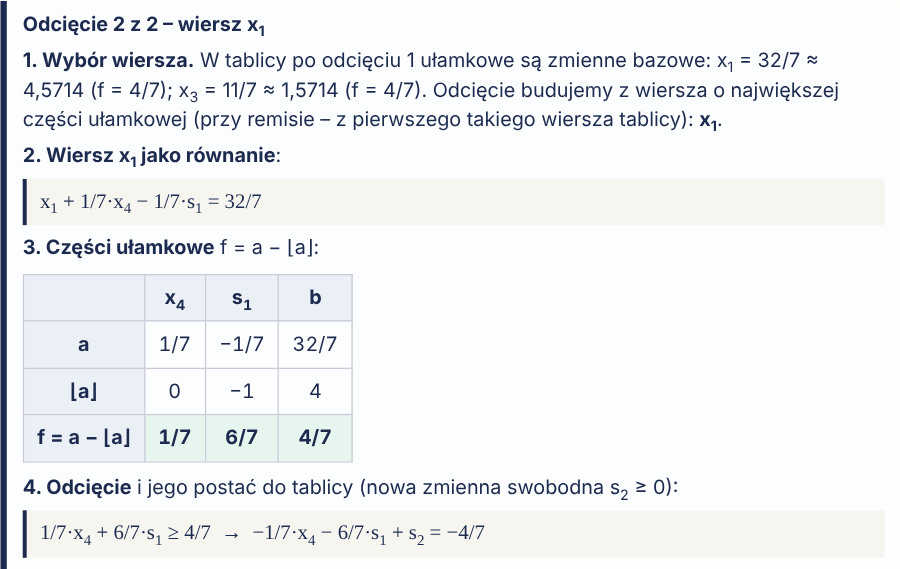 Odcięcie 2 z 2 – wiersz x₁
1. Wybór wiersza. W tablicy po odcięciu 1 ułamkowe są zmienne bazowe: x₁ = 32/7 ≈
4,5714 (f = 4/7); x₃ = 11/7 ≈ 1,5714 (f = 4/7). Odcięcie budujemy z wiersza o największej
części ułamkowej (przy remisie – z pierwszego takiego wiersza tablicy): x₁.
2. Wiersz x₁ jako równanie:
x₁ + 1/7·x₄ − 1/7·s₁ = 32/7
3. Części ułamkowe f = a − ⌊a⌋:
x₄ s₁ b
a 1/7 −1/7 32/7
⌊a⌋ 0 −1 4
f = a − ⌊a⌋ 1/7 6/7 4/7
4. Odcięcie i jego postać do tablicy (nowa zmienna swobodna s₂ ≥ 0):
1/7·x₄ + 6/7·s₁ ≥ 4/7 → −1/7·x₄ − 6/7·s₁ + s₂ = −4/7